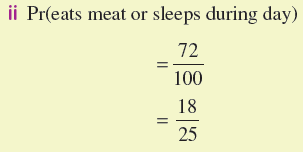 ii Pr(eats meat or sleeps during day)
= 72/100
= 18/25